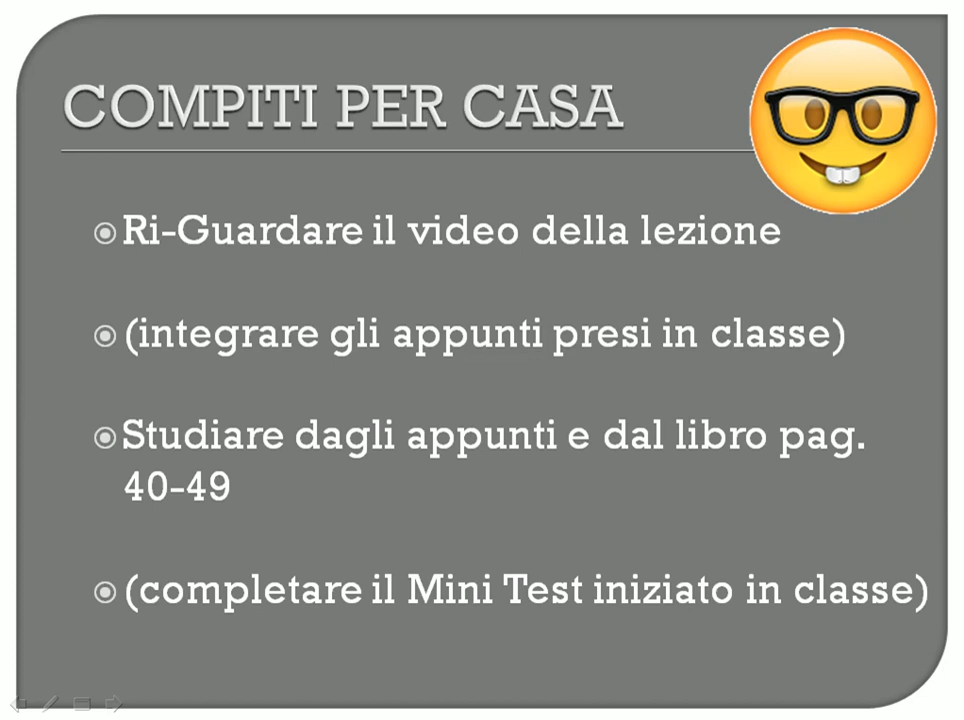 COMPITI PER CASA
Ri-Guardare il video della lezione
(integrare gli appunti presi in classe)
Studiare dagli appunti e dal libro pag.
40-49
(completare il Mini Test iniziato in classe)